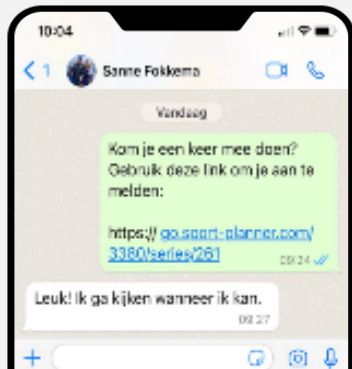 10:04
1 Sanne Fokkema
Vandaag
Kom je een keer mee doen?
Gebruik deze link om je aan te
melden:
https:// go.sport-planner.com/
3380/series/261
09:24
Leuk! Ik ga kijken wanneer ik kan.
09:27